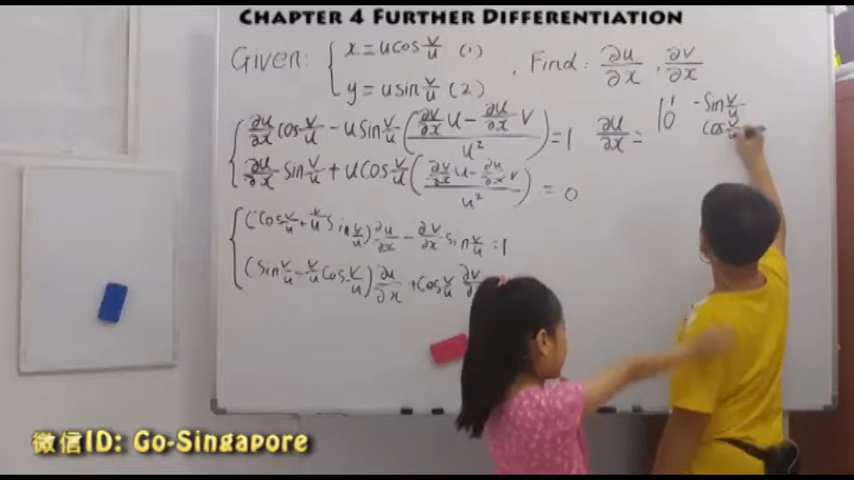 CHAPTER 4 FURTHER DIFFERENTIATION
Given: { x = u cos v/u (1) , Find: ∂u/∂x , ∂v/∂x
y = u sin v/u (2)
{ ∂u/∂x cos v/u - u sin v/u ( (∂v/∂x u - ∂u/∂x v) / u² ) = 1
∂u/∂x sin v/u + u cos v/u ( (∂v/∂x u - ∂u/∂x v) / u² ) = 0
{ (cos v/u + v/u sin v/u) ∂u/∂x - ∂v/∂x sin v/u = 1
(sin v/u - v/u cos v/u) ∂u/∂x + cos v/u ∂v/
∂u/∂x = | 1 -sin v/u
0 cos v/u
微信ID: Go-Singapore